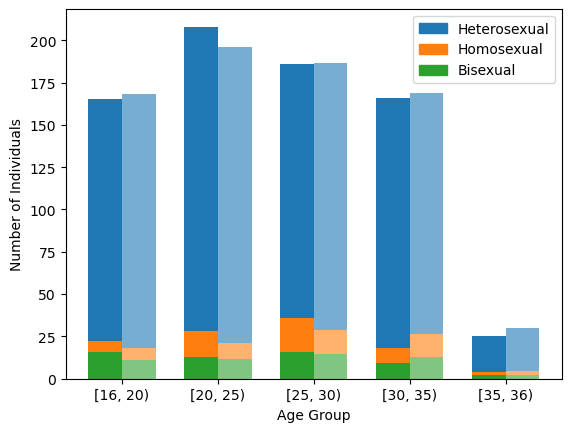 Heterosexual
Homosexual
Bisexual
Number of Individuals
200
175
150
125
100
75
50
25
0
[16, 20) [20, 25) [25, 30) [30, 35) [35, 36)
Age Group